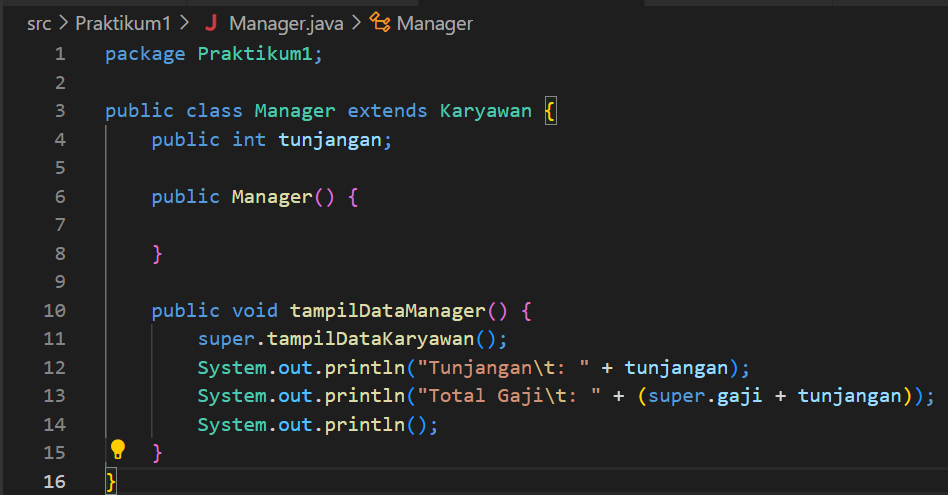 src > Praktikum1 > J Manager.java > Manager
1 package Praktikum1;
2
3 public class Manager extends Karyawan {
4     public int tunjangan;
5
6     public Manager() {
7
8     }
9
10     public void tampilDataManager() {
11         super.tampilDataKaryawan();
12         System.out.println("Tunjangan\t: " + tunjangan);
13         System.out.println("Total Gaji\t: " + (super.gaji + tunjangan));
14         System.out.println();
15     }
16 }